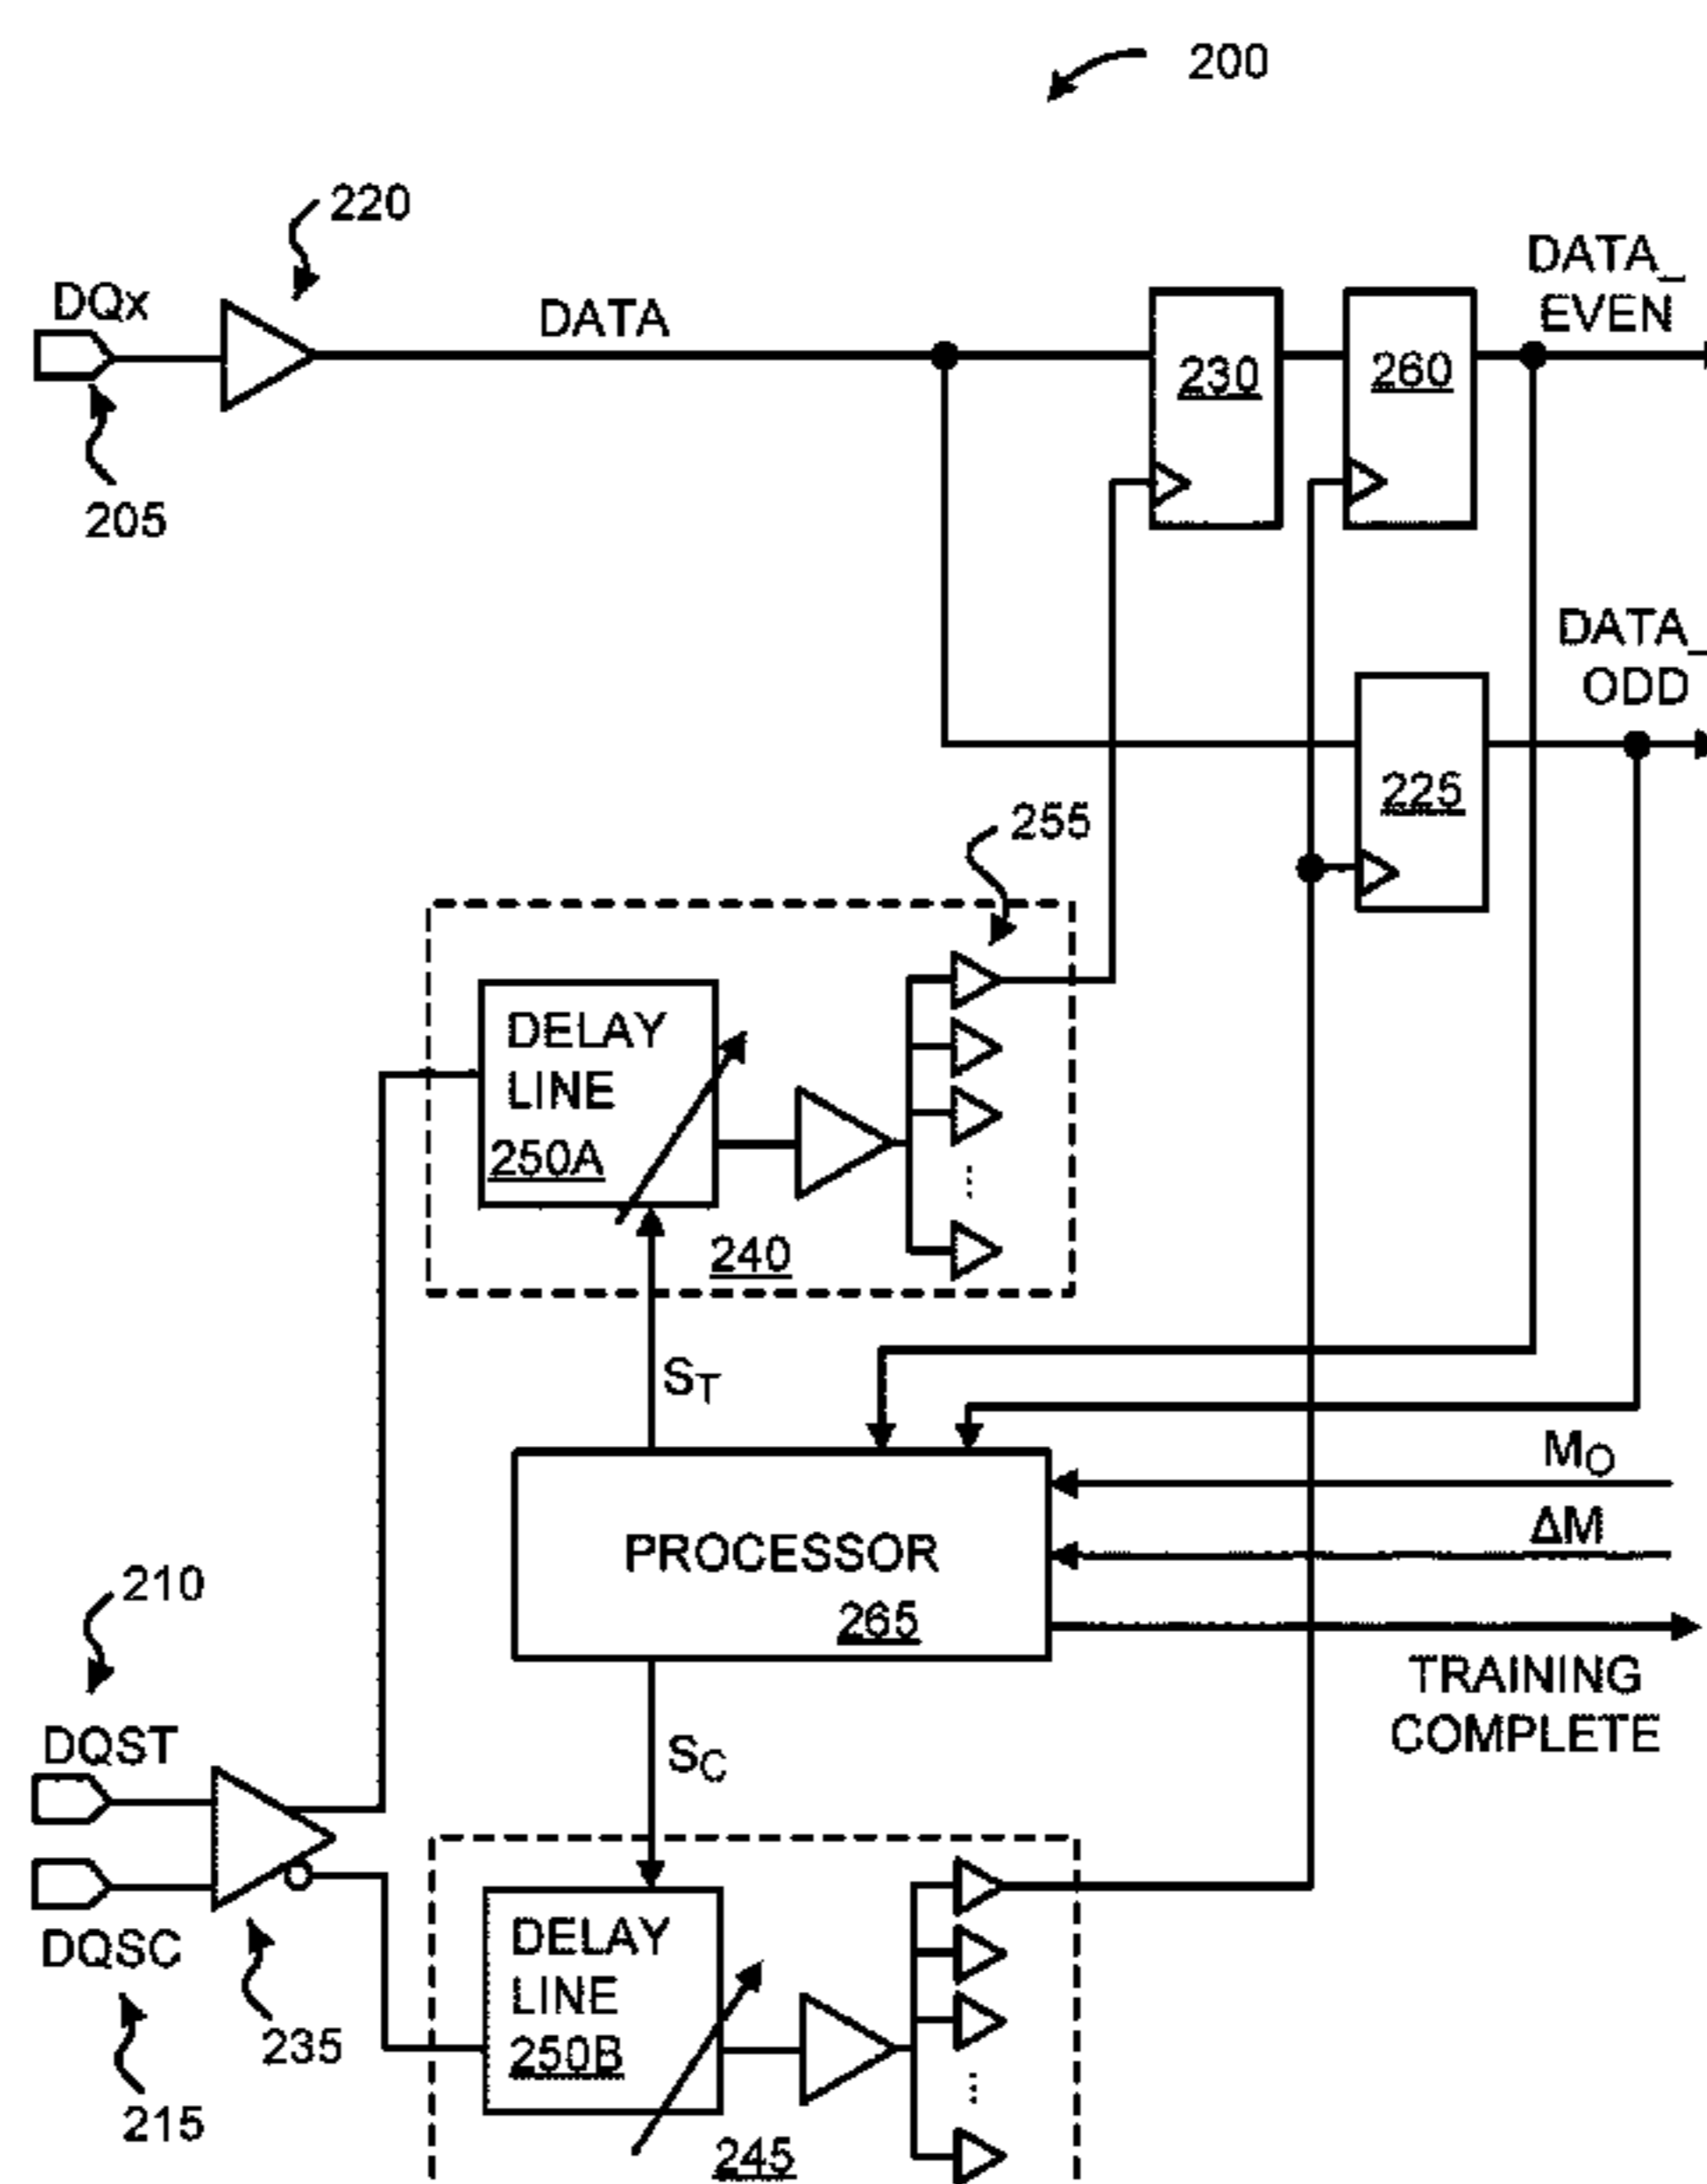 200
220
DQx
DATA
DATA_
EVEN
230
260
205
DATA_
ODD
225
255
DELAY
LINE
250A
240
ST
MO
ΔM
PROCESSOR
265
210
TRAINING
COMPLETE
DQST
SC
DQSC
DELAY
LINE
250B
235
215
245